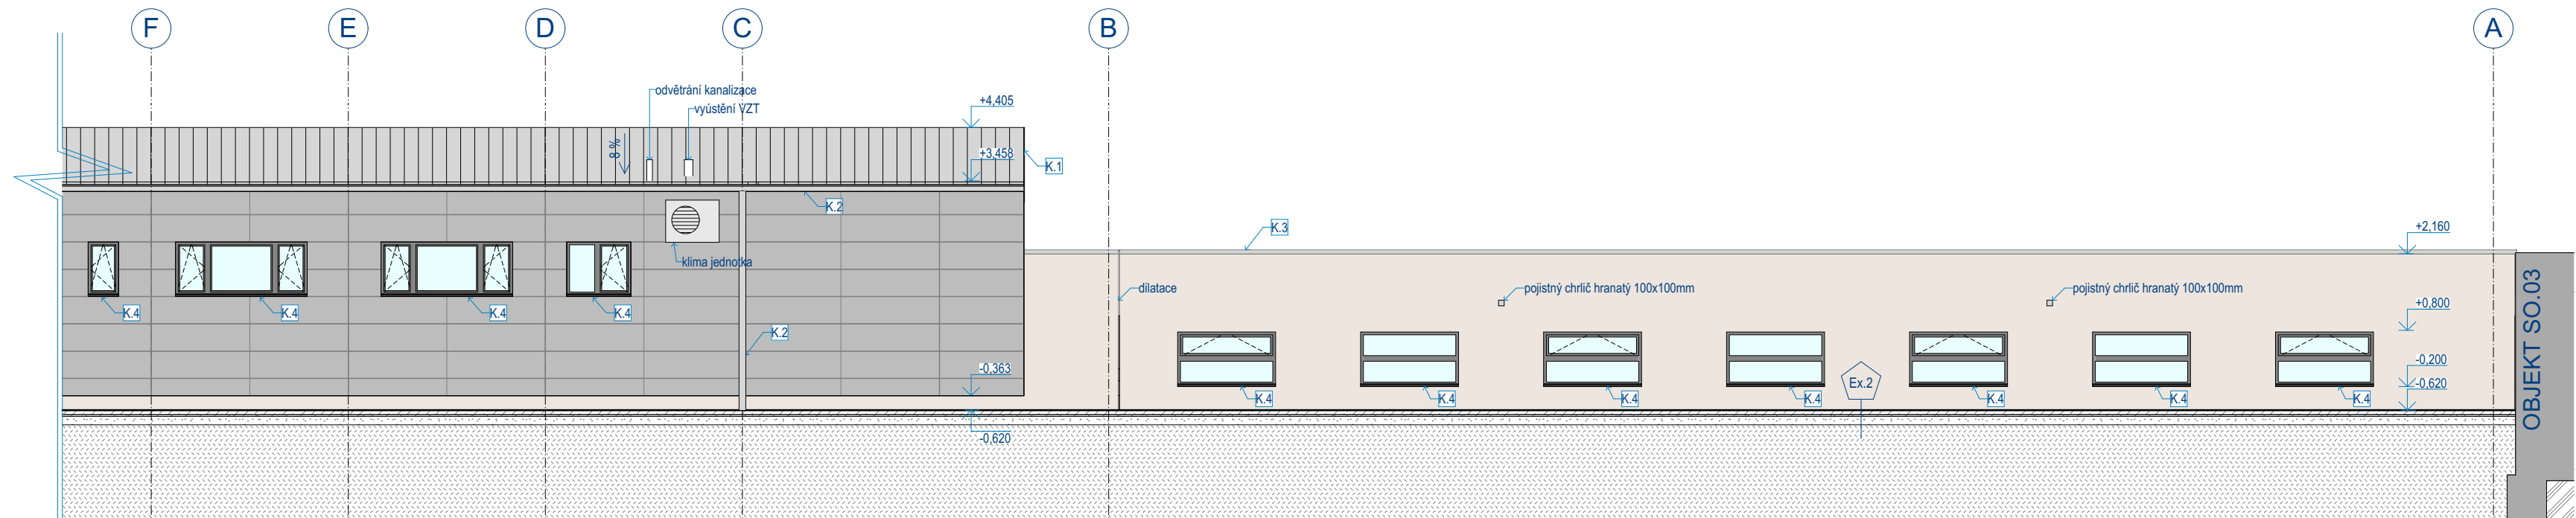 F
E
D
C
B
A
odvětrání kanalizace
vyústění VZT
+4,405
8 %
+3,458
K.1
K.2
K.3
+2,160
klima jednotka
dilatace
pojistný chrlič hranatý 100x100mm
pojistný chrlič hranatý 100x100mm
+0,800
K.4
K.4
K.4
K.4
K.2
-0,363
-0,200
-0,620
Ex.2
K.4
K.4
K.4
K.4
K.4
K.4
K.4
-0,620
OBJEKT SO.03